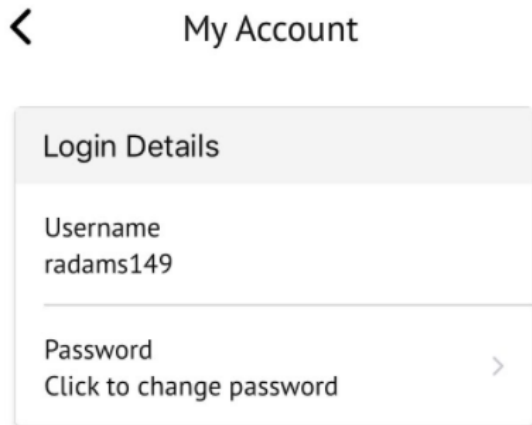 My Account
Login Details
Username
radams149
Password
Click to change password